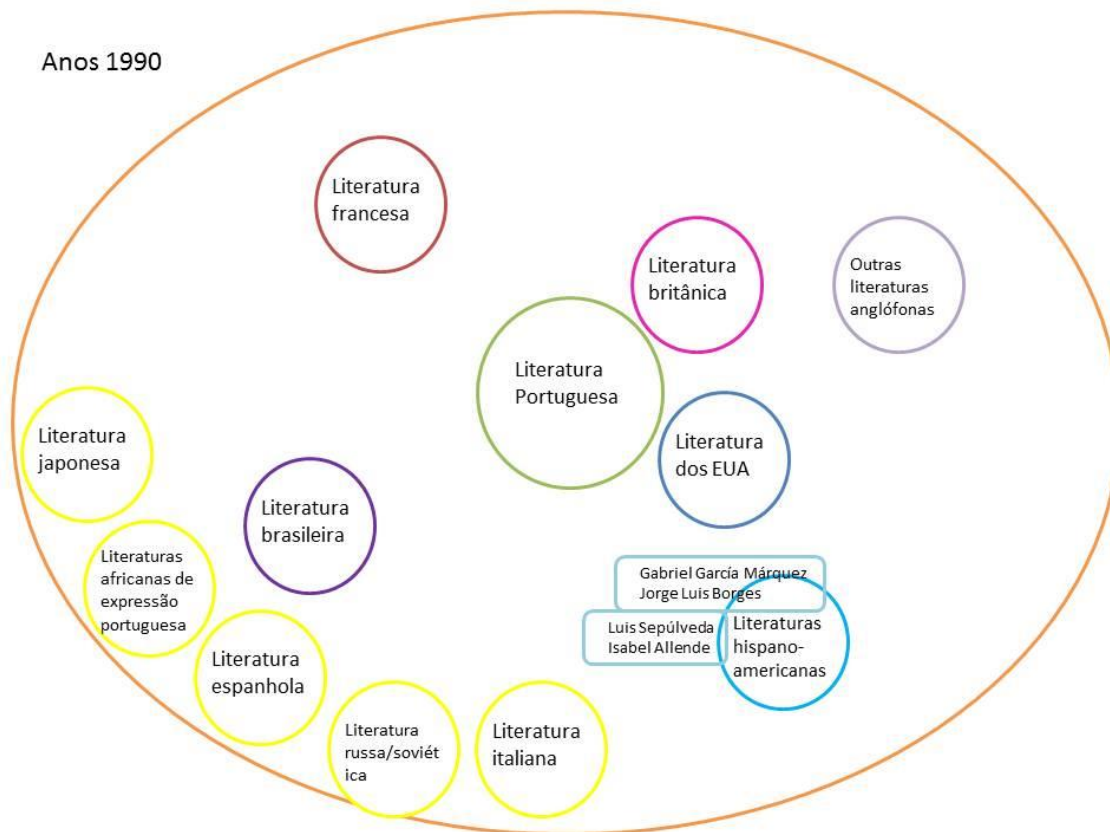 Anos 1990
Literatura
francesa
Literatura
britânica
Outras
literaturas
anglófonas
Literatura
Portuguesa
Literatura
japonesa
Literatura
dos EUA
Literatura
brasileira
Literaturas
africanas de
expressão
portuguesa
Gabriel García Márquez
Jorge Luis Borges
Luis Sepúlveda
Isabel Allende
Literaturas
hispano-
americanas
Literatura
espanhola
Literatura
russa/soviét
ica
Literatura
italiana